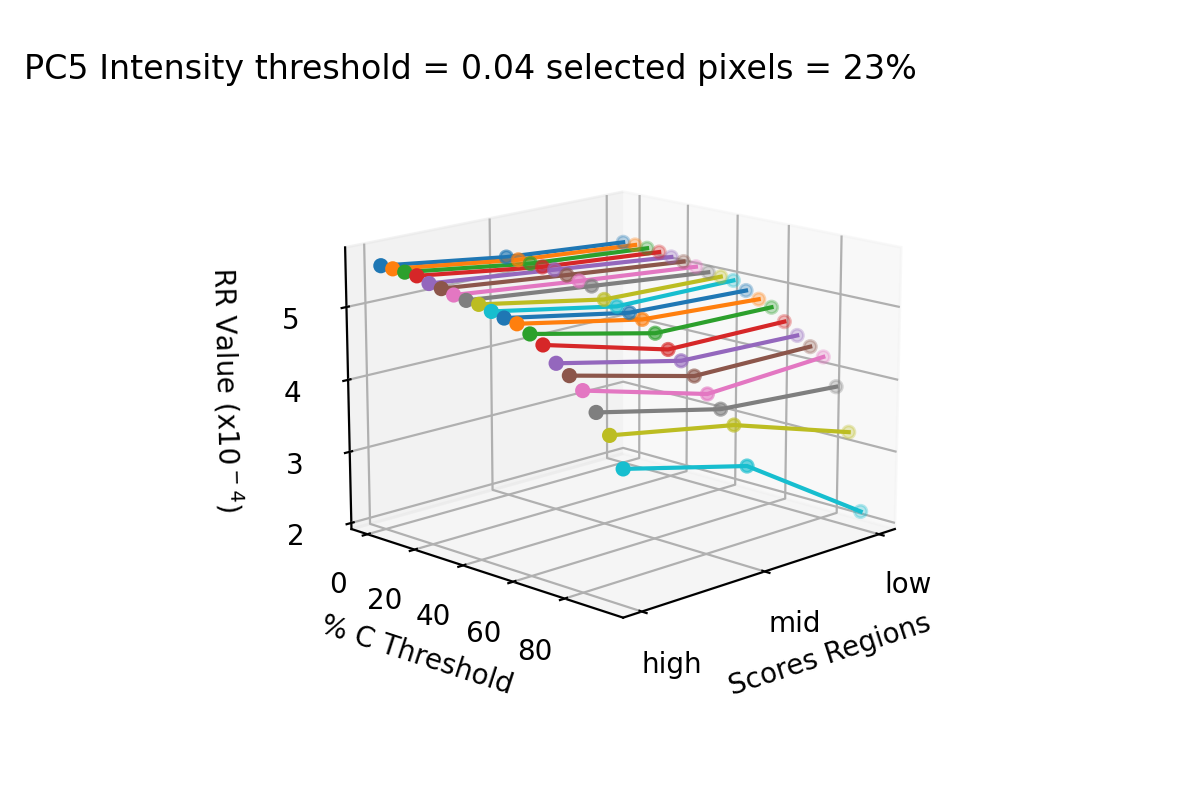 PC5 Intensity threshold = 0.04 selected pixels = 23%
RR Value (x10⁻⁴)
5
4
3
2
0
20
40
60
80
% C Threshold
high
mid
low
Scores Regions